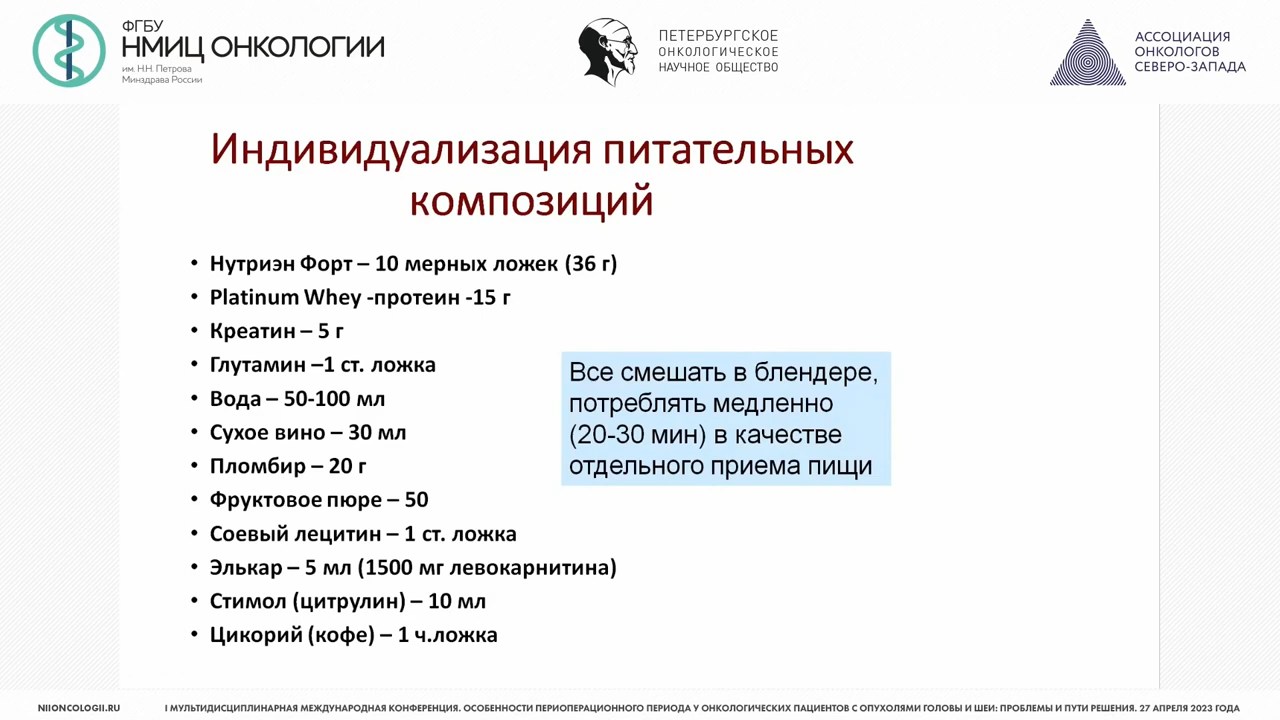 ФГБУ
НМИЦ ОНКОЛОГИИ
им. Н.Н. Петрова
Минздрава России
ПЕТЕРБУРГСКОЕ
ОНКОЛОГИЧЕСКОЕ
НАУЧНОЕ ОБЩЕСТВО
АССОЦИАЦИЯ
ОНКОЛОГОВ
СЕВЕРО-ЗАПАДА
Индивидуализация питательных
композиций
• Нутриэн Форт – 10 мерных ложек (36 г)
• Platinum Whey -протеин -15 г
• Креатин – 5 г
• Глутамин –1 ст. ложка
• Вода – 50-100 мл
• Сухое вино – 30 мл
• Пломбир – 20 г
• Фруктовое пюре – 50
• Соевый лецитин – 1 ст. ложка
• Элькар – 5 мл (1500 мг левокарнитина)
• Стимол (цитрулин) – 10 мл
• Цикорий (кофе) – 1 ч.ложка
Все смешать в блендере,
потреблять медленно
(20-30 мин) в качестве
отдельного приема пищи
NIIONCOLOGII.RU
I МУЛЬТИДИСЦИПЛИНАРНАЯ МЕЖДУНАРОДНАЯ КОНФЕРЕНЦИЯ. ОСОБЕННОСТИ ПЕРИОПЕРАЦИОННОГО ПЕРИОДА У ОНКОЛОГИЧЕСКИХ ПАЦИЕНТОВ С ОПУХОЛЯМИ ГОЛОВЫ И ШЕИ: ПРОБЛЕМЫ И ПУТИ РЕШЕНИЯ. 27 АПРЕЛЯ 2023 ГОДА